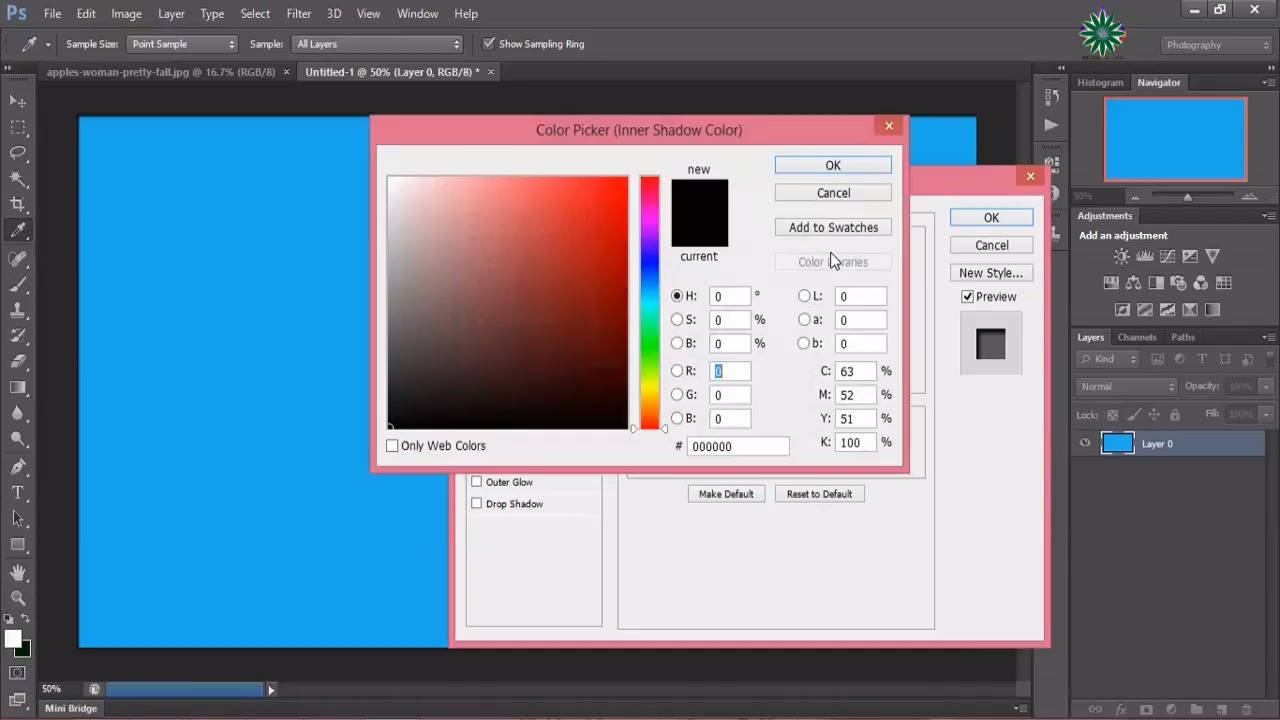 Ps File Edit Image Layer Type Select Filter 3D View Window Help
Sample Size: Point Sample Sample: All Layers Show Sampling Ring Photography
apples-woman-pretty-fall.jpg @ 16.7% (RGB/8) × Untitled-1 @ 50% (Layer 0, RGB/8) * ×
Histogram Navigator
50%
Color Picker (Inner Shadow Color)
new
current
OK
Cancel
Add to Swatches
H: 0 °
S: 0 %
B: 0 %
R: 0
G: 0
B: 0
L: 0
a: 0
b: 0
C: 63 %
M: 52 %
Y: 51 %
K: 100 %
Only Web Colors
# 000000
OK
Cancel
New Style...
Preview
Outer Glow
Drop Shadow
Make Default Reset to Default
Adjustments
Add an adjustment
Layers Channels Paths
Kind
Normal Opacity:
Lock: Fill:
Layer 0
50%
Mini Bridge